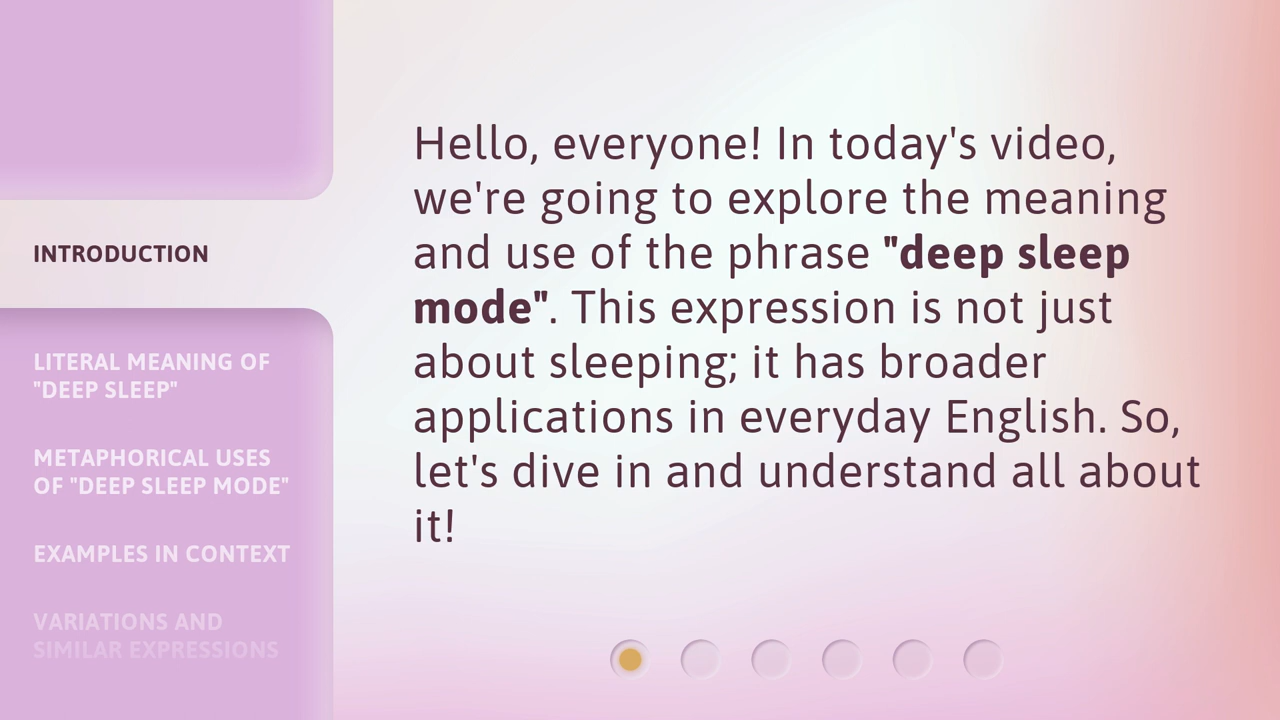 INTRODUCTION
LITERAL MEANING OF
"DEEP SLEEP"
METAPHORICAL USES
OF "DEEP SLEEP MODE"
EXAMPLES IN CONTEXT
VARIATIONS AND
SIMILAR EXPRESSIONS
Hello, everyone! In today's video,
we're going to explore the meaning
and use of the phrase "deep sleep
mode". This expression is not just
about sleeping; it has broader
applications in everyday English. So,
let's dive in and understand all about
it!